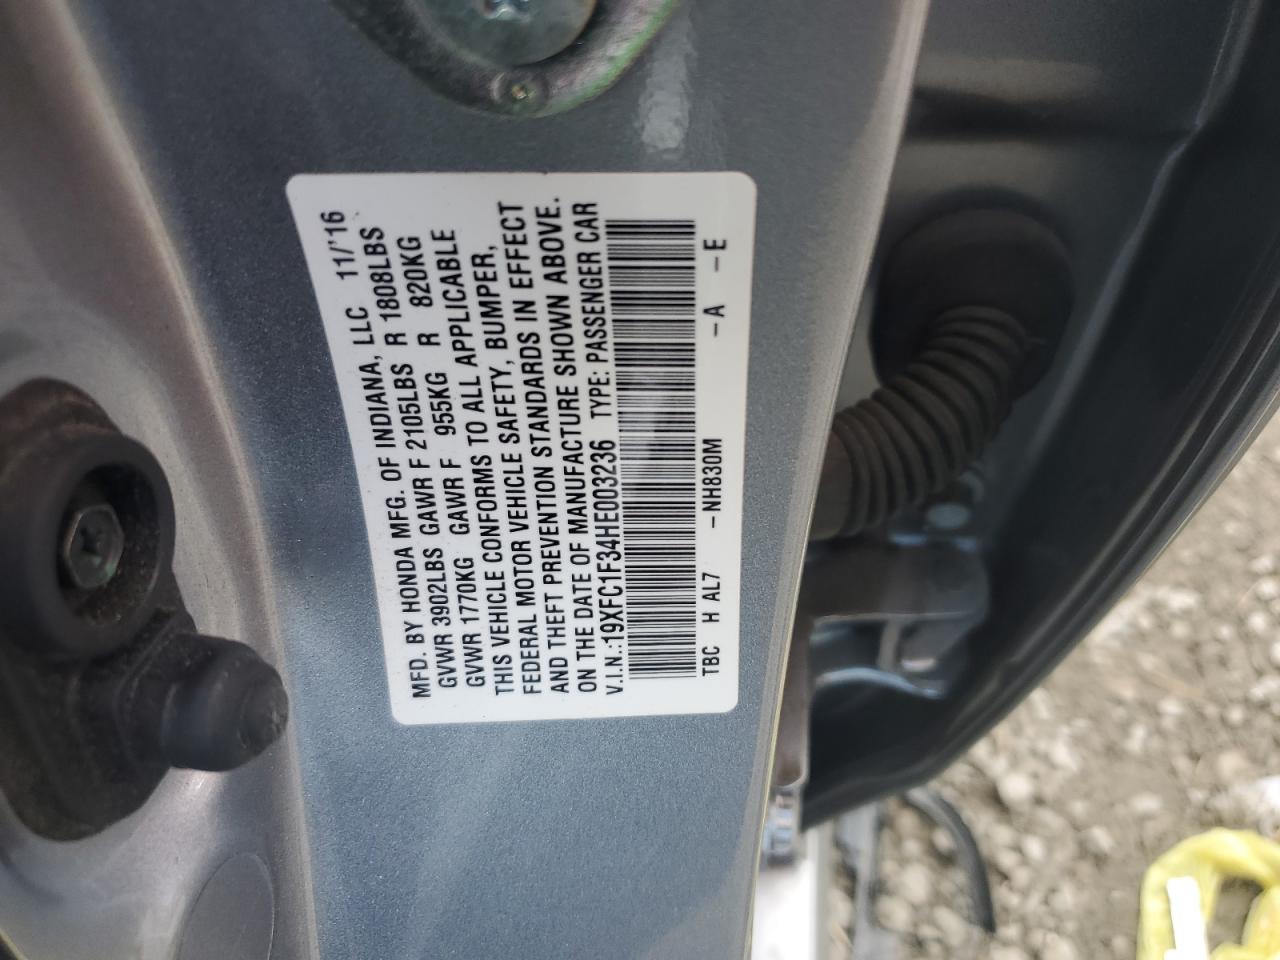 MFD. BY HONDA MFG. OF INDIANA, LLC 11/'16
GVWR 3902LBS GAWR F 2105LBS R 1808LBS
GVWR 1770KG GAWR F 955KG R 820KG
THIS VEHICLE CONFORMS TO ALL APPLICABLE
FEDERAL MOTOR VEHICLE SAFETY, BUMPER,
AND THEFT PREVENTION STANDARDS IN EFFECT
ON THE DATE OF MANUFACTURE SHOWN ABOVE.
V.I.N.:19XFC1F34HE003236 TYPE: PASSENGER CAR
TBC H AL7 -NH830M -A -E